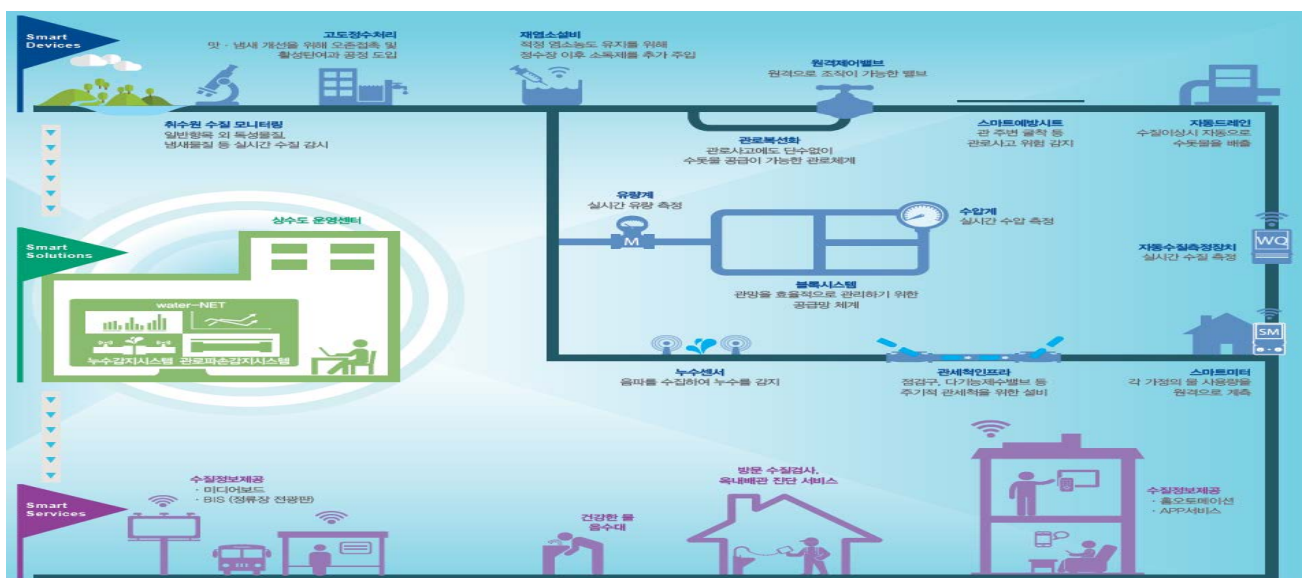 Smart
Devices
고도정수처리
맛 · 냄새 개선을 위해 오존접촉 및
활성탄여과 공정 도입
재염소설비
적정 염소농도 유지를 위해
정수장 이후 소독제를 추가 주입
원격제어밸브
원격으로 조작이 가능한 밸브
취수원 수질 모니터링
일반항목 외 독성물질,
냄새물질 등 실시간 수질 감시
관로복선화
관로사고에도 단수없이
수돗물 공급이 가능한 관로체계
스마트예방시트
관 주변 굴착 등
관로사고 위험 감지
자동드레인
수질이상시 자동으로
수돗물을 배출
유량계
실시간 유량 측정
M
수압계
실시간 수압 측정
자동수질측정장치
실시간 수질 측정
WQ
블록시스템
관망을 효율적으로 관리하기 위한
공급망 체계
Smart
Solutions
상수도 운영센터
water-NET
누수감지시스템 관로파손감지시스템
SM
누수센서
음파를 수집하여 누수를 감지
관세척인프라
점검구, 다기능제수밸브 등
주기적 관세척을 위한 설비
스마트미터
각 가정의 물 사용량을
원격으로 계측
Smart
Services
수질정보제공
· 미디어보드
· BIS (정류장 전광판)
건강한 물
음수대
방문 수질검사,
옥내배관 진단 서비스
수질정보제공
· 홈오토메이션
· APP서비스